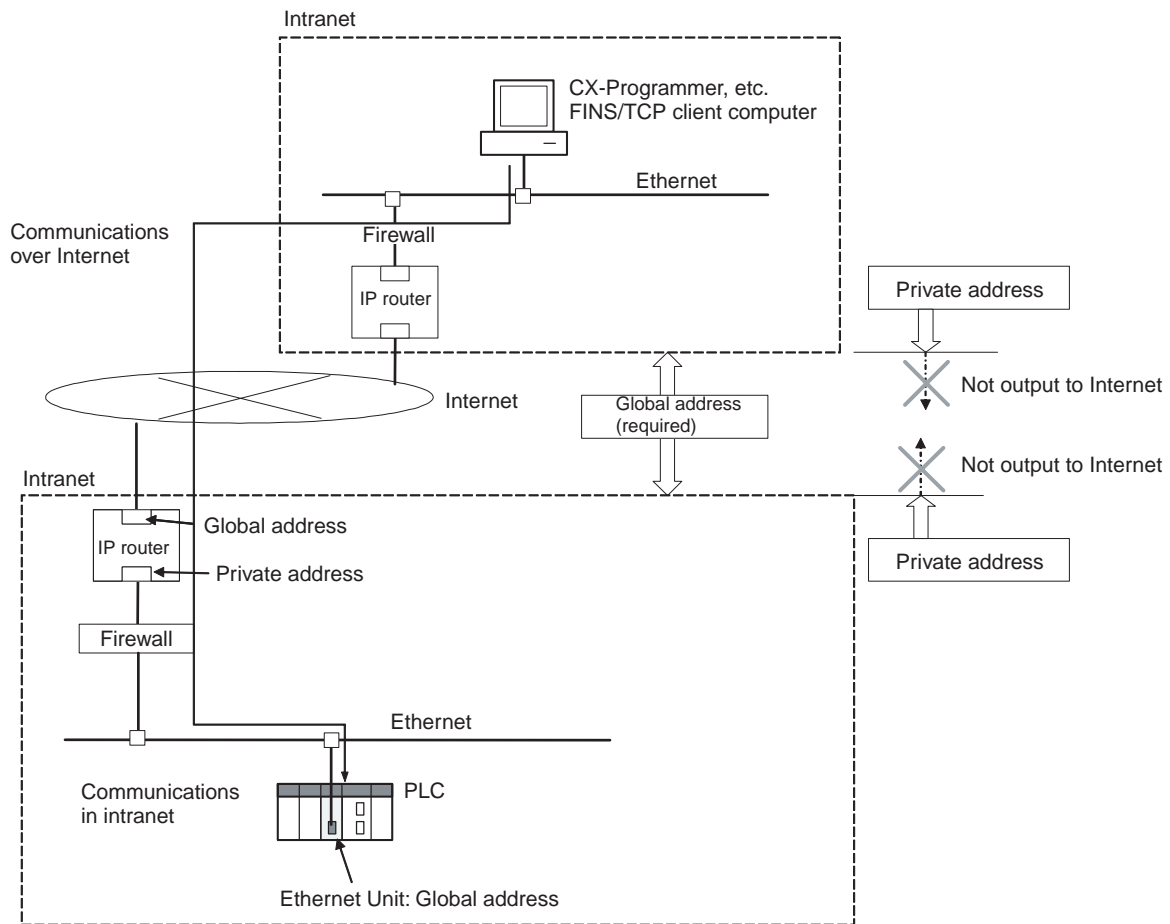 Intranet
CX-Programmer, etc.
FINS/TCP client computer
Ethernet
Communications
over Internet
Firewall
IP router
Private address
Internet
Global address
(required)
Not output to Internet
Not output to Internet
Intranet
Global address
IP router
Private address
Private address
Firewall
Ethernet
Communications
in intranet
PLC
Ethernet Unit: Global address